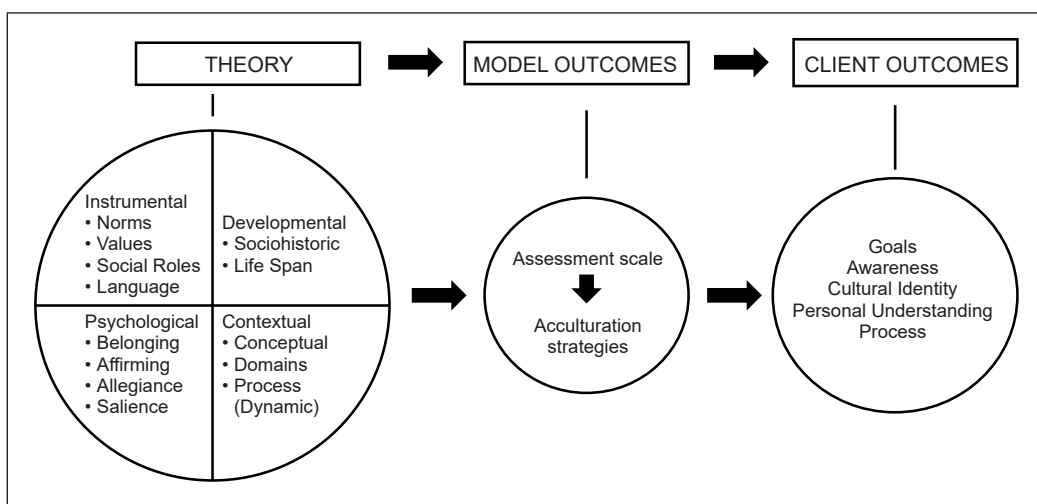 THEORY
MODEL OUTCOMES
CLIENT OUTCOMES
Instrumental
• Norms
• Values
• Social Roles
• Language
Developmental
• Sociohistoric
• Life Span
Psychological
• Belonging
• Affirming
• Allegiance
• Salience
Contextual
• Conceptual
• Domains
• Process
(Dynamic)
Assessment scale
Acculturation
strategies
Goals
Awareness
Cultural Identity
Personal Understanding
Process